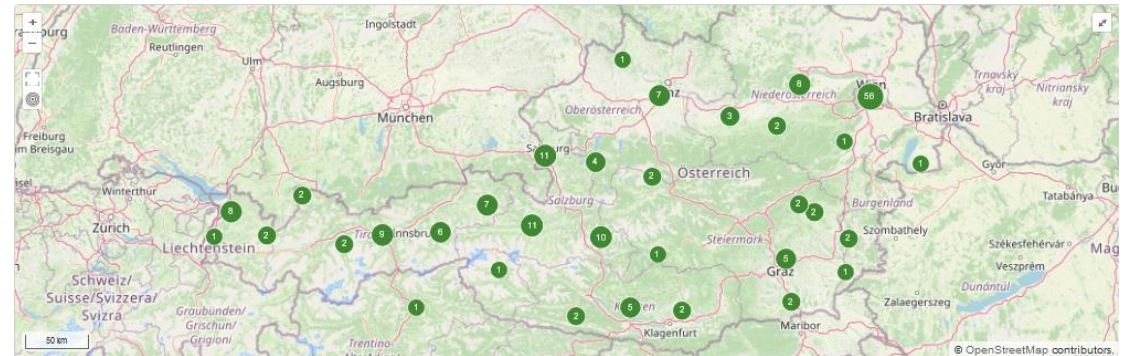 +
−
Baden-Württemberg
Reutlingen
Ulm
Ingolstadt
Augsburg
München
1
7
Oberösterreich
8
Niederösterreich
56
3
2
1
Bratislava
Trnavský
kraj
Nitriansky
kraj
Freiburg
im Breisgau
11
4
2
Österreich
1
Győr
Tatabánya
Winterthur
Zürich
8
2
1
2
Liechtenstein
2
9
6
7
11
Salzburg
10
1
Steiermark
2
2
Burgenland
Szombathely
2
5
Graz
1
Székesfehérvár
Veszprém
Dunántúl
Zalaegerszeg
Schweiz/
Suisse/Svizzera/
Svizra
Graubünden/
Grischun/
Grigioni
1
1
Trentino-
2
5
2
Klagenfurt
2
Maribor
50 km
© OpenStreetMap contributors.